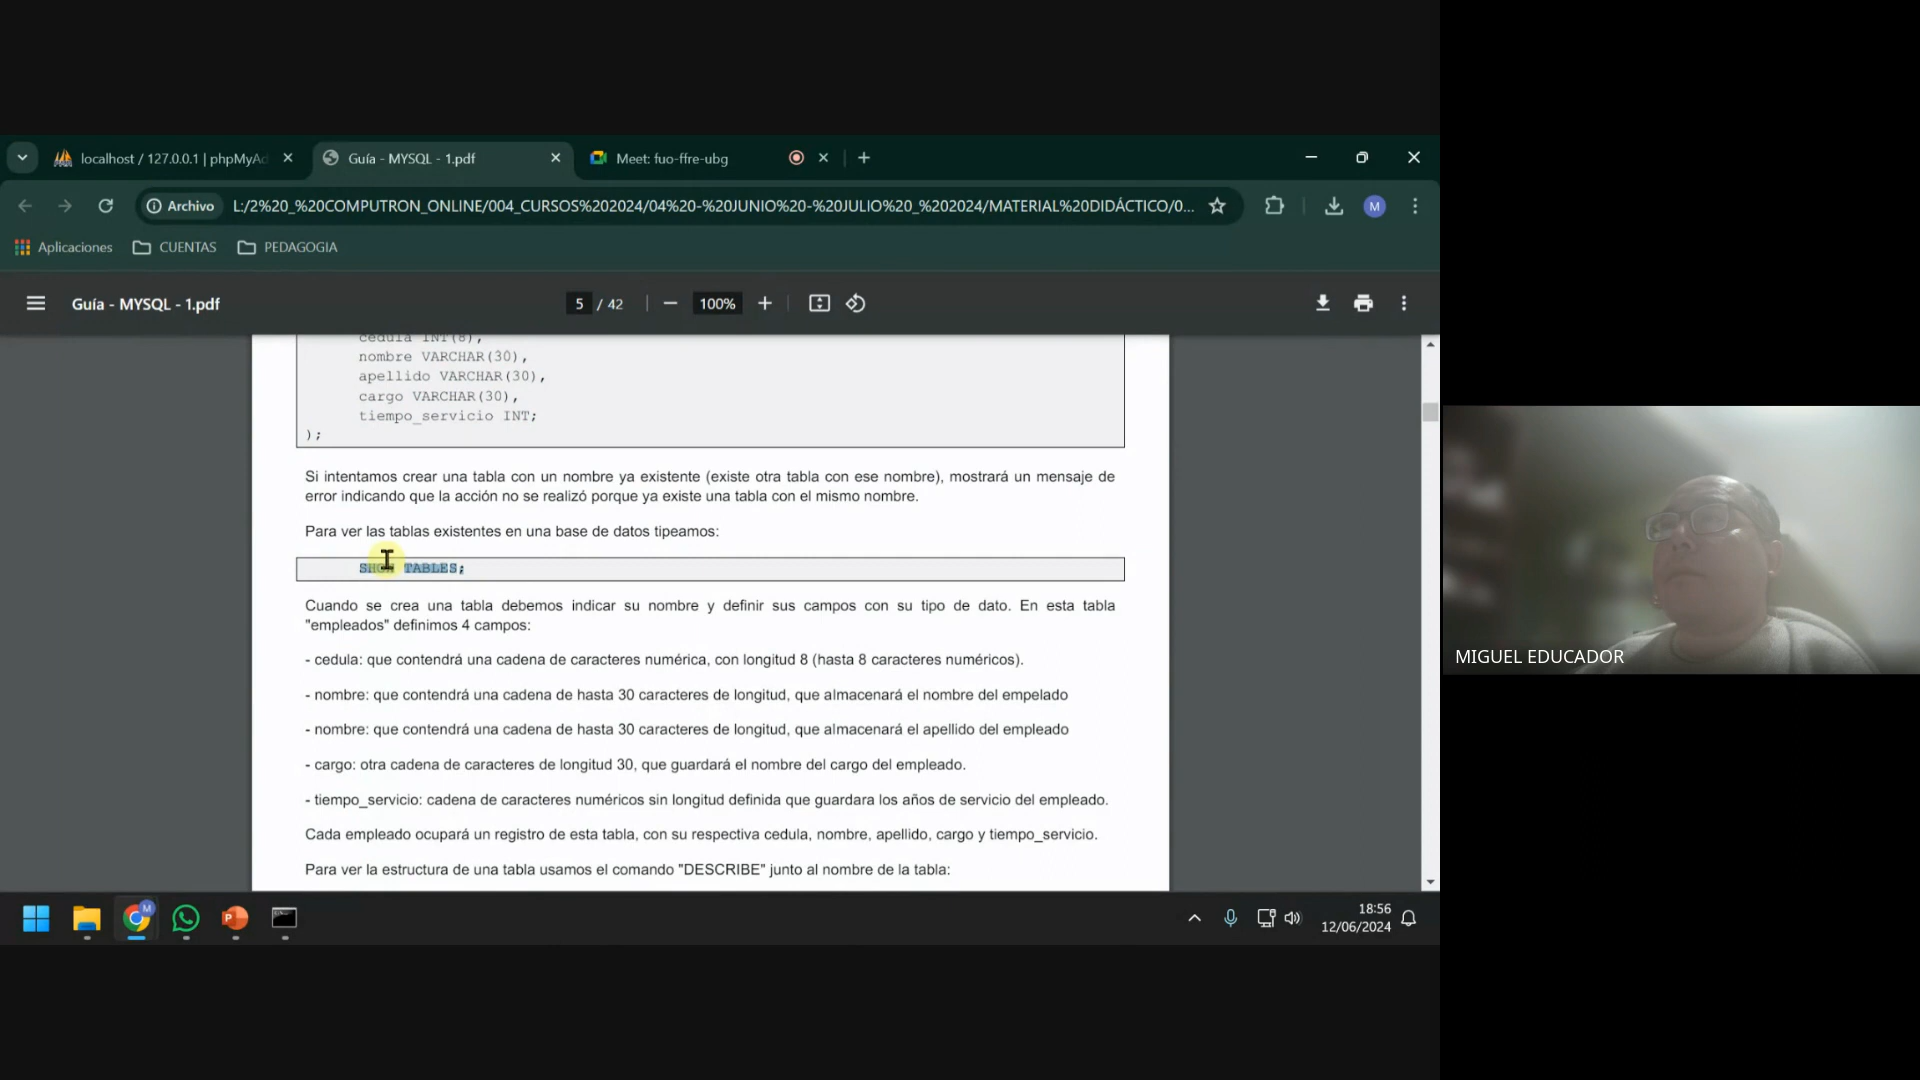 localhost / 127.0.0.1 | phpMyAd
Guía - MYSQL - 1.pdf
Meet: fuo-ffre-ubg
Archivo
L:/2%20_%20COMPUTRON_ONLINE/004_CURSOS%202024/04%20-%20JUNIO%20-%20JULIO%20_%202024/MATERIAL%20DIDÁCTICO/0...
M
Aplicaciones
CUENTAS
PEDAGOGIA
Guía - MYSQL - 1.pdf
5 / 42
100%
cedula INT(8),
nombre VARCHAR(30),
apellido VARCHAR(30),
cargo VARCHAR(30),
tiempo_servicio INT;
);
Si intentamos crear una tabla con un nombre ya existente (existe otra tabla con ese nombre), mostrará un mensaje de
error indicando que la acción no se realizó porque ya existe una tabla con el mismo nombre.
Para ver las tablas existentes en una base de datos tipeamos:
SHOW TABLES;
Cuando se crea una tabla debemos indicar su nombre y definir sus campos con su tipo de dato. En esta tabla
"empleados" definimos 4 campos:
- cedula: que contendrá una cadena de caracteres numérica, con longitud 8 (hasta 8 caracteres numéricos).
- nombre: que contendrá una cadena de hasta 30 caracteres de longitud, que almacenará el nombre del empelado
- nombre: que contendrá una cadena de hasta 30 caracteres de longitud, que almacenará el apellido del empleado
- cargo: otra cadena de caracteres de longitud 30, que guardará el nombre del cargo del empleado.
- tiempo_servicio: cadena de caracteres numéricos sin longitud definida que guardara los años de servicio del empleado.
Cada empleado ocupará un registro de esta tabla, con su respectiva cedula, nombre, apellido, cargo y tiempo_servicio.
Para ver la estructura de una tabla usamos el comando "DESCRIBE" junto al nombre de la tabla:
MIGUEL EDUCADOR
M
P
18:56
12/06/2024